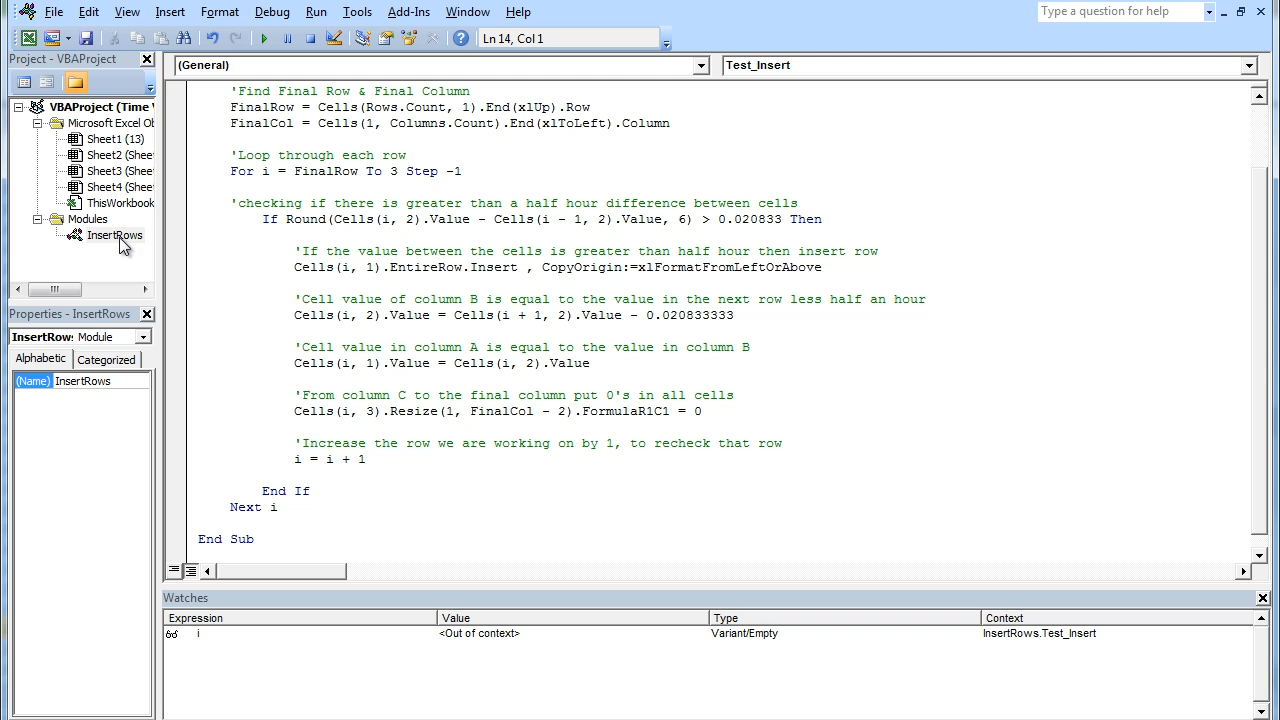 File Edit View Insert Format Debug Run Tools Add-Ins Window Help Type a question for help
Ln 14, Col 1
Project - VBAProject
(General) Test_Insert
VBAProject (Time
Microsoft Excel Ob
Sheet1 (13)
Sheet2 (Shee
Sheet3 (Shee
Sheet4 (Shee
ThisWorkbook
Modules
InsertRows
Properties - InsertRows
InsertRows Module
Alphabetic Categorized
(Name) InsertRows
'Find Final Row & Final Column
FinalRow = Cells(Rows.Count, 1).End(xlUp).Row
FinalCol = Cells(1, Columns.Count).End(xlToLeft).Column
'Loop through each row
For i = FinalRow To 3 Step -1
'checking if there is greater than a half hour difference between cells
If Round(Cells(i, 2).Value - Cells(i - 1, 2).Value, 6) > 0.020833 Then
'If the value between the cells is greater than half hour then insert row
Cells(i, 1).EntireRow.Insert , CopyOrigin:=xlFormatFromLeftOrAbove
'Cell value of column B is equal to the value in the next row less half an hour
Cells(i, 2).Value = Cells(i + 1, 2).Value - 0.020833333
'Cell value in column A is equal to the value in column B
Cells(i, 1).Value = Cells(i, 2).Value
'From column C to the final column put 0's in all cells
Cells(i, 3).Resize(1, FinalCol - 2).FormulaR1C1 = 0
'Increase the row we are working on by 1, to recheck that row
i = i + 1
End If
Next i
End Sub
Watches
Expression Value Type Context
i <Out of context> Variant/Empty InsertRows.Test_Insert